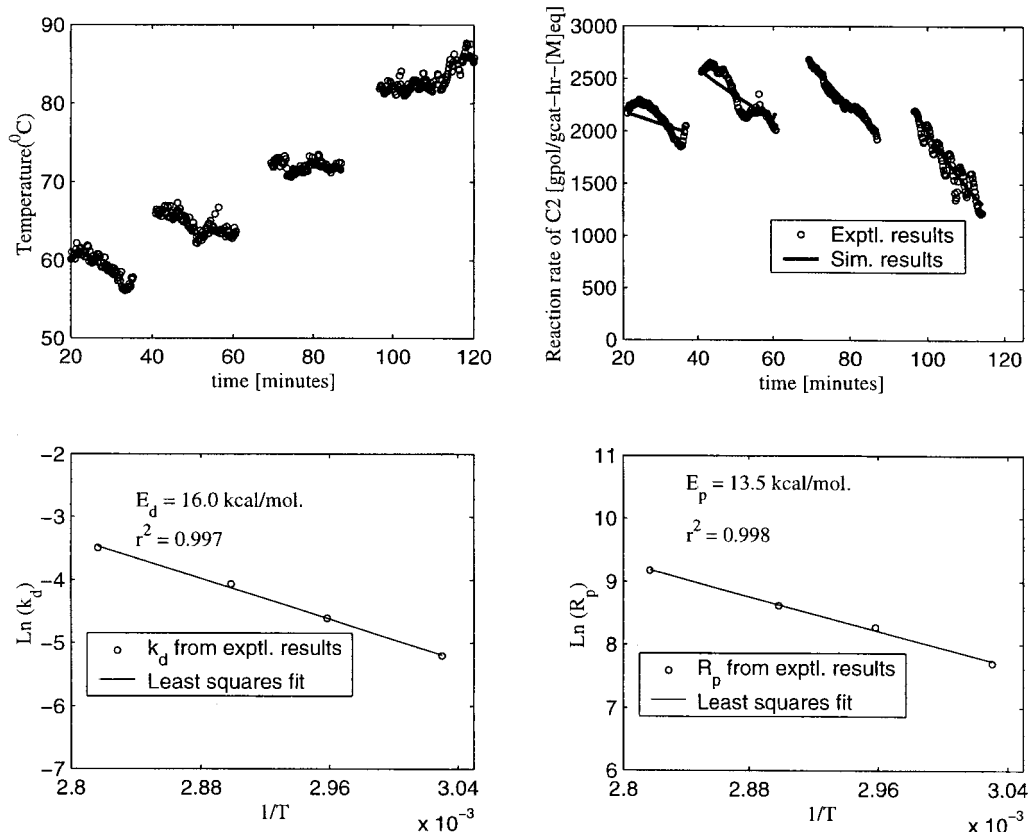 90
80
70
60
50
Temperature(⁰C)
20 40 60 80 100 120
time [minutes]
3000
2500
2000
1500
1000
500
0
Reaction rate of C2 [gpol/gcat-hr-[M]eq]
Exptl. results
Sim. results
20 40 60 80 100 120
time [minutes]
-2
-3
-4
-5
-6
-7
Ln (k_d)
E_d = 16.0 kcal/mol.
r² = 0.997
k_d from exptl. results
Least squares fit
2.8 2.88 2.96 3.04
1/T
x 10⁻³
11
10
9
8
7
6
Ln (R_p)
E_p = 13.5 kcal/mol.
r² = 0.998
R_p from exptl. results
Least squares fit
2.8 2.88 2.96 3.04
1/T
x 10⁻³